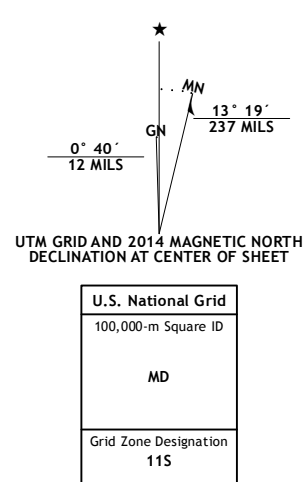 ★
MN
GN
13° 19´
237 MILS
0° 40´
12 MILS
UTM GRID AND 2014 MAGNETIC NORTH
DECLINATION AT CENTER OF SHEET
U.S. National Grid
100,000-m Square ID
MD
Grid Zone Designation
11S